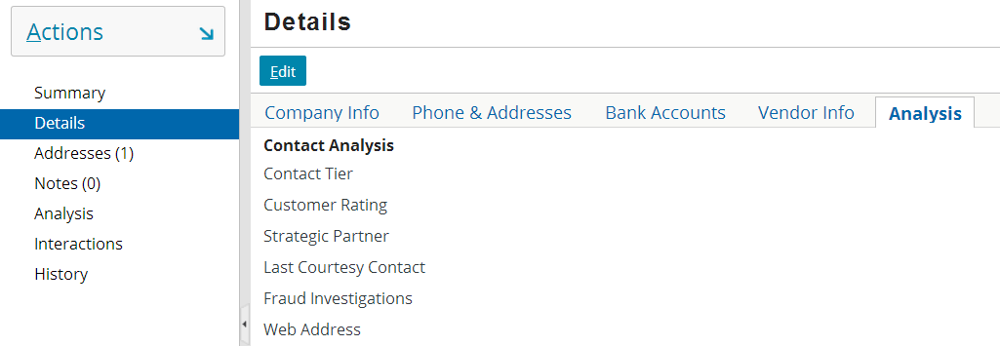 Actions
Summary
Details
Addresses (1)
Notes (0)
Analysis
Interactions
History
Details
Edit
Company Info Phone & Addresses Bank Accounts Vendor Info Analysis
Contact Analysis
Contact Tier
Customer Rating
Strategic Partner
Last Courtesy Contact
Fraud Investigations
Web Address